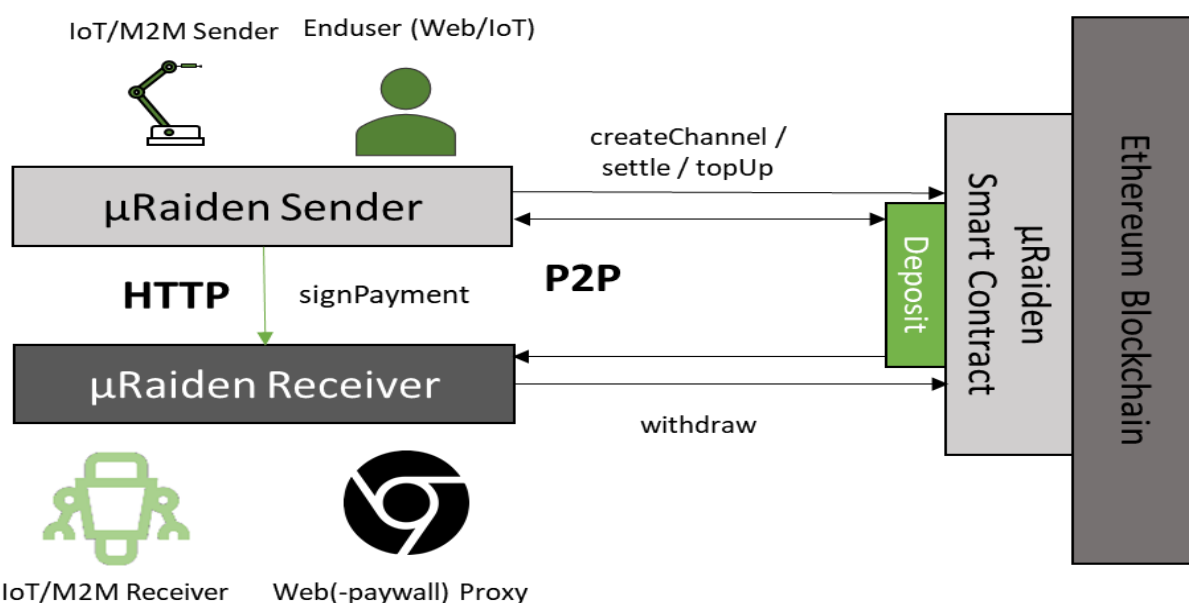 IoT/M2M Sender
Enduser (Web/IoT)
createChannel /
settle / topUp
µRaiden Sender
HTTP
signPayment
P2P
Deposit
µRaiden
Smart Contract
Ethereum Blockchain
µRaiden Receiver
withdraw
IoT/M2M Receiver
Web(-paywall) Proxy